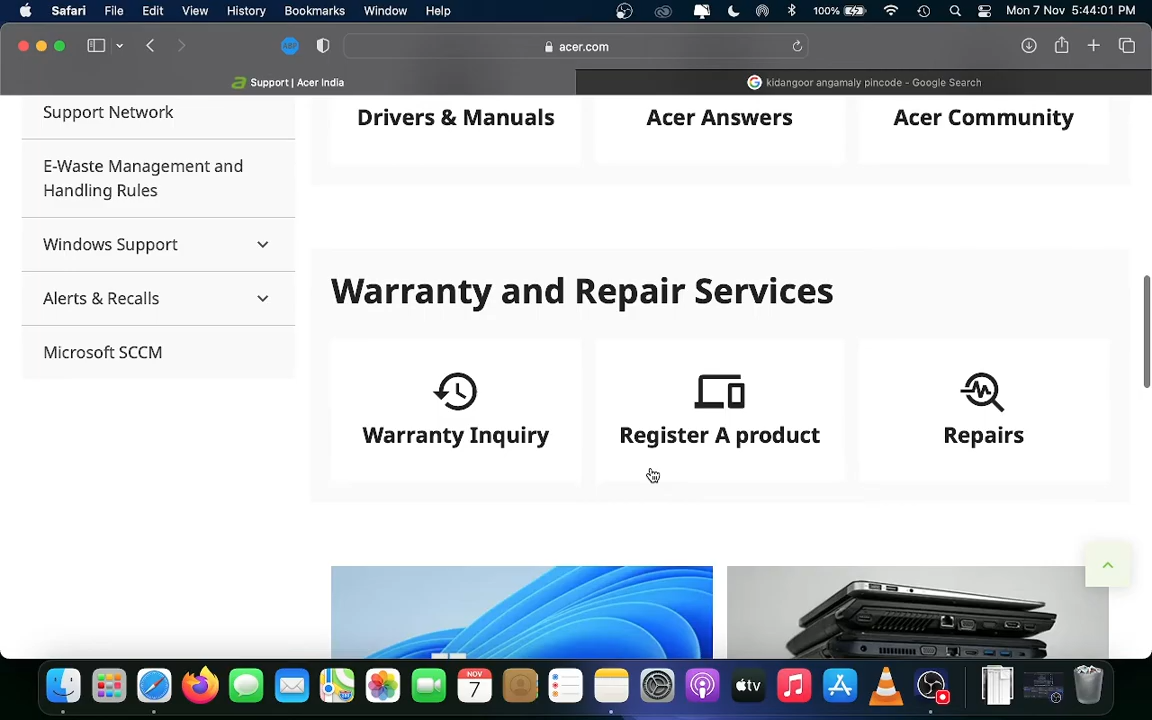 Safari File Edit View History Bookmarks Window Help 100% Mon 7 Nov 5:44:01 PM
ABP acer.com
Support | Acer India
kidangoor angamaly pincode - Google Search
Support Network
E-Waste Management and
Handling Rules
Windows Support
Alerts & Recalls
Microsoft SCCM
Drivers & Manuals
Acer Answers
Acer Community
Warranty and Repair Services
Warranty Inquiry
Register A product
Repairs
NOV
7
tv